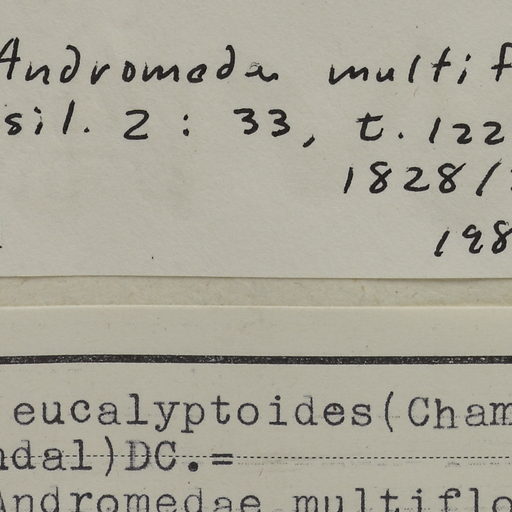 Andromeda multif
sil. 2 : 33, t. 122
1828/
198
eucalyptoides(Cham
ndal)DC.=
Andromedae multiflo